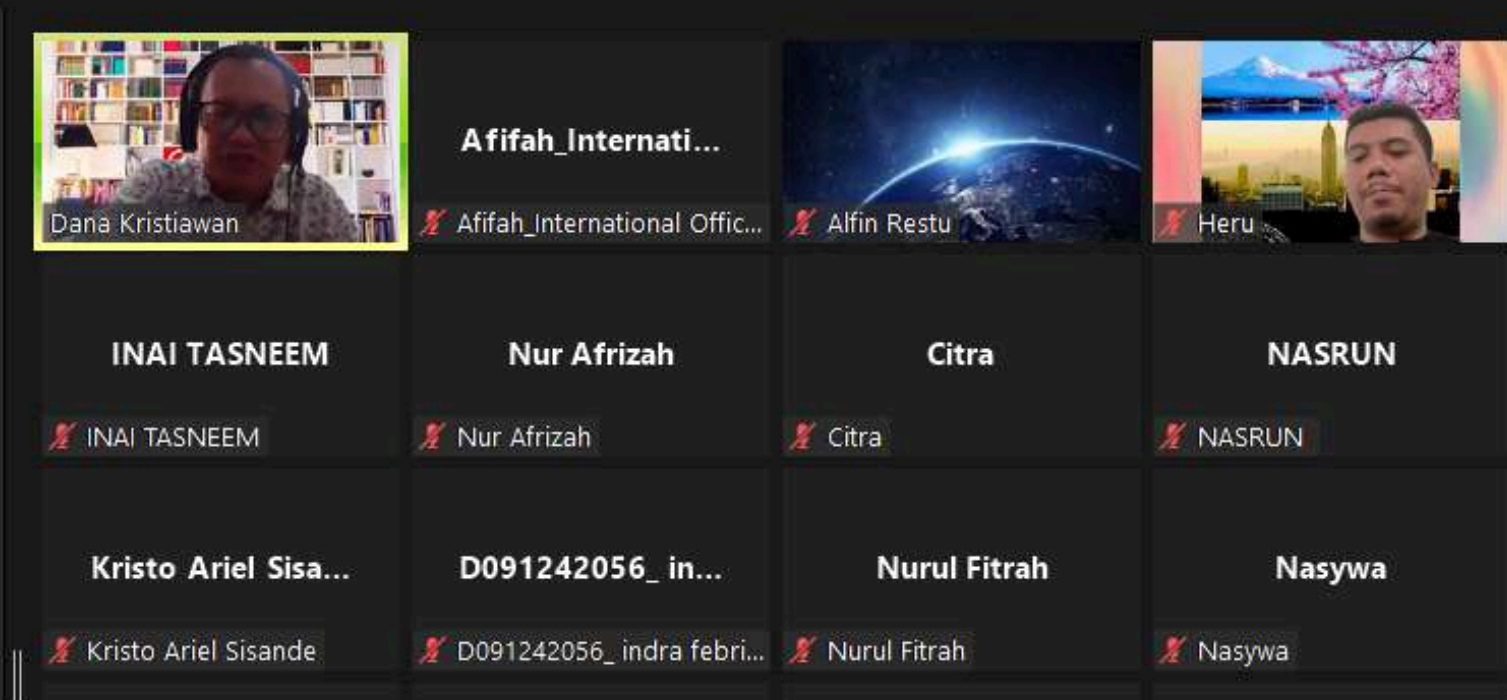 Afifah_Internati...
Dana Kristiawan
Afifah_International Offic...
Alfin Restu
Heru
INAI TASNEEM
Nur Afrizah
Citra
NASRUN
INAI TASNEEM
Nur Afrizah
Citra
NASRUN
Kristo Ariel Sisa...
D091242056_ in...
Nurul Fitrah
Nasywa
Kristo Ariel Sisande
D091242056_ indra febri...
Nurul Fitrah
Nasywa